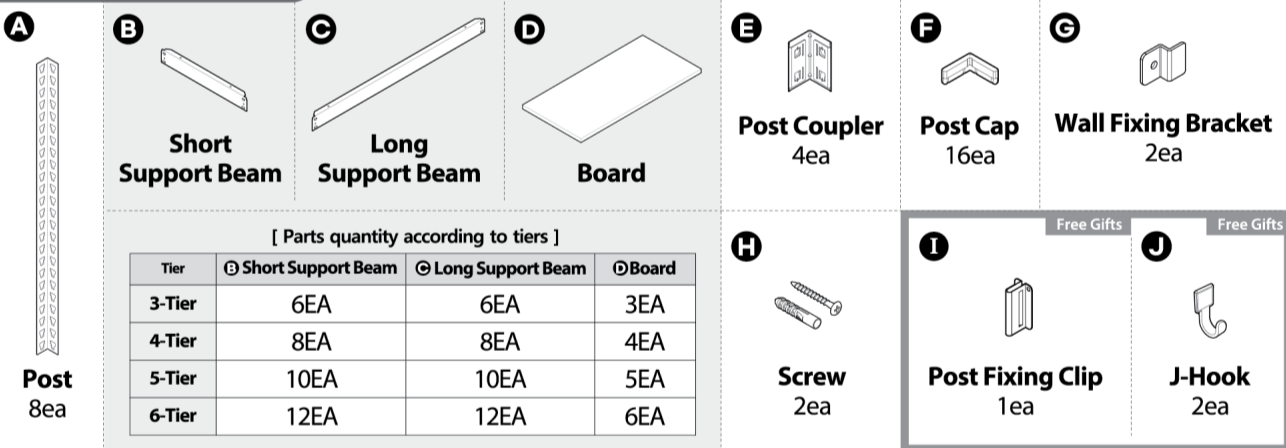 A
Post
8ea
B
Short
Support Beam
C
Long
Support Beam
D
Board
[ Parts quantity according to tiers ]
Tier B Short Support Beam C Long Support Beam D Board
3-Tier 6EA 6EA 3EA
4-Tier 8EA 8EA 4EA
5-Tier 10EA 10EA 5EA
6-Tier 12EA 12EA 6EA
E
Post Coupler
4ea
F
Post Cap
16ea
G
Wall Fixing Bracket
2ea
H
Screw
2ea
Free Gifts
I
Post Fixing Clip
1ea
Free Gifts
J
J-Hook
2ea